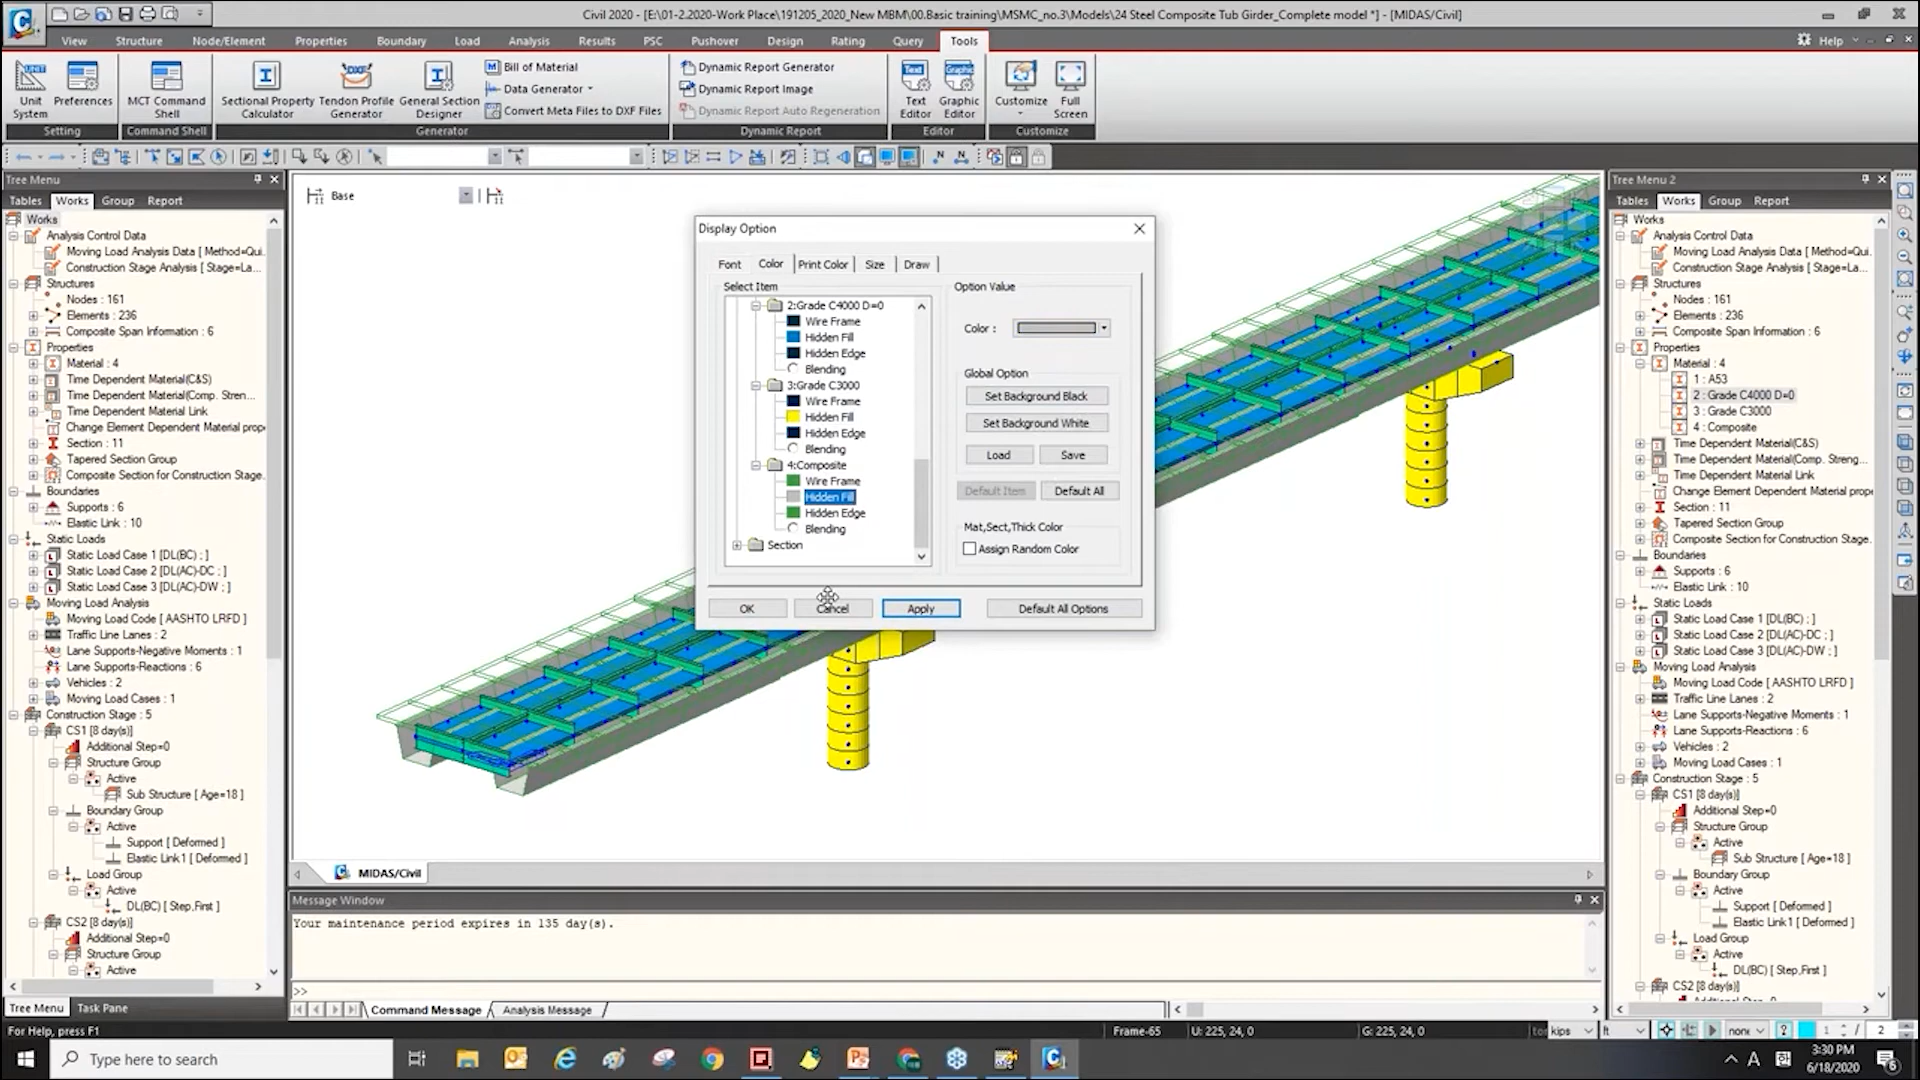 Civil 2020 - [E:\01-2.2020-Work Place\191205_2020_New MBM\00.Basic training\MSMC_no.3\Models\24 Steel Composite Tub Girder_Complete model *] - [MIDAS/Civil]
View Structure Node/Element Properties Boundary Load Analysis Results PSC Pushover Design Rating Query Tools Help
Unit System
Preferences
Setting
MCT Command Shell
Command Shell
Sectional Property Calculator
Tendon Profile Generator
General Section Designer
Bill of Material
Data Generator
Convert Meta Files to DXF Files
Generator
Dynamic Report Generator
Dynamic Report Image
Dynamic Report Auto Regeneration
Dynamic Report
Text Editor
Graphic Editor
Editor
Customize
Full Screen
Customize
Tree Menu
Tables Works Group Report
Works
Analysis Control Data
Moving Load Analysis Data [ Method=Qui...
Construction Stage Analysis [ Stage=La...
Structures
Nodes : 161
Elements : 236
Composite Span Information : 6
Properties
Material : 4
Time Dependent Material(C&S)
Time Dependent Material(Comp. Stren...
Time Dependent Material Link
Change Element Dependent Material prope
Section : 11
Tapered Section Group
Composite Section for Construction Stage
Boundaries
Supports : 6
Elastic Link : 10
Static Loads
Static Load Case 1 [DL(BC) ; ]
Static Load Case 2 [DL(AC)-DC ; ]
Static Load Case 3 [DL(AC)-DW ; ]
Moving Load Analysis
Moving Load Code [ AASHTO LRFD ]
Traffic Line Lanes : 2
Lane Supports-Negative Moments : 1
Lane Supports-Reactions : 6
Vehicles : 2
Moving Load Cases : 1
Construction Stage : 5
CS1 [8 day(s)]
Additional Step=0
Structure Group
Active
Sub Structure [ Age=18 ]
Boundary Group
Active
Support [ Deformed ]
Elastic Link1 [ Deformed ]
Load Group
Active
DL(BC) [ Step,First ]
CS2 [8 day(s)]
Additional Step=0
Structure Group
Active
Tree Menu Task Pane
Base
Display Option
Font Color Print Color Size Draw
Select Item
2:Grade C4000 D=0
Wire Frame
Hidden Fill
Hidden Edge
Blending
3:Grade C3000
Wire Frame
Hidden Fill
Hidden Edge
Blending
4:Composite
Wire Frame
Hidden Fill
Hidden Edge
Blending
Section
Option Value
Color :
Global Option
Set Background Black
Set Background White
Load Save
Default Item Default All
Mat,Sect,Thick Color
Assign Random Color
OK Cancel Apply Default All Options
MIDAS/Civil
Message Window
Your maintenance period expires in 135 day(s).
>>
Command Message Analysis Message
Tree Menu 2
Tables Works Group Report
Works
Analysis Control Data
Moving Load Analysis Data [ Method=Qui...
Construction Stage Analysis [ Stage=La...
Structures
Nodes : 161
Elements : 236
Composite Span Information : 6
Properties
Material : 4
1 : A53
2 : Grade C4000 D=0
3 : Grade C3000
4 : Composite
Time Dependent Material(C&S)
Time Dependent Material(Comp. Streng...
Time Dependent Material Link
Change Element Dependent Material prope
Section : 11
Tapered Section Group
Composite Section for Construction Stage.
Boundaries
Supports : 6
Elastic Link : 10
Static Loads
Static Load Case 1 [DL(BC) ; ]
Static Load Case 2 [DL(AC)-DC ; ]
Static Load Case 3 [DL(AC)-DW ; ]
Moving Load Analysis
Moving Load Code [ AASHTO LRFD ]
Traffic Line Lanes : 2
Lane Supports-Negative Moments : 1
Lane Supports-Reactions : 6
Vehicles : 2
Moving Load Cases : 1
Construction Stage : 5
CS1 [8 day(s)]
Additional Step=0
Structure Group
Active
Sub Structure [ Age=18 ]
Boundary Group
Active
Support [ Deformed ]
Elastic Link1 [ Deformed ]
Load Group
Active
DL(BC) [ Step,First ]
CS2 [8 day(s)]
For Help, press F1
Frame-65 U: 225, 24, 0 G: 225, 24, 0 kips ft none 1 / 2
Type here to search
A 3:30 PM
6/18/2020